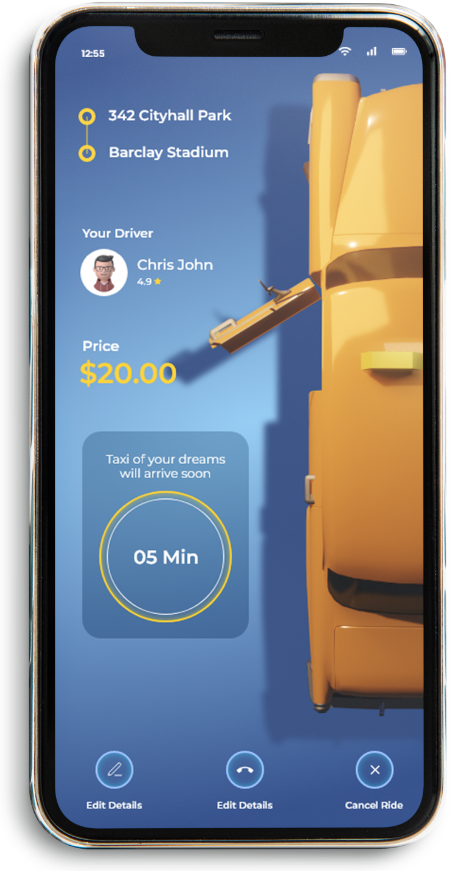 12:55
342 Cityhall Park
Barclay Stadium
Your Driver
Chris John
4.9
Price
$20.00
Taxi of your dreams
will arrive soon
05 Min
Edit Details
Edit Details
Cancel Ride